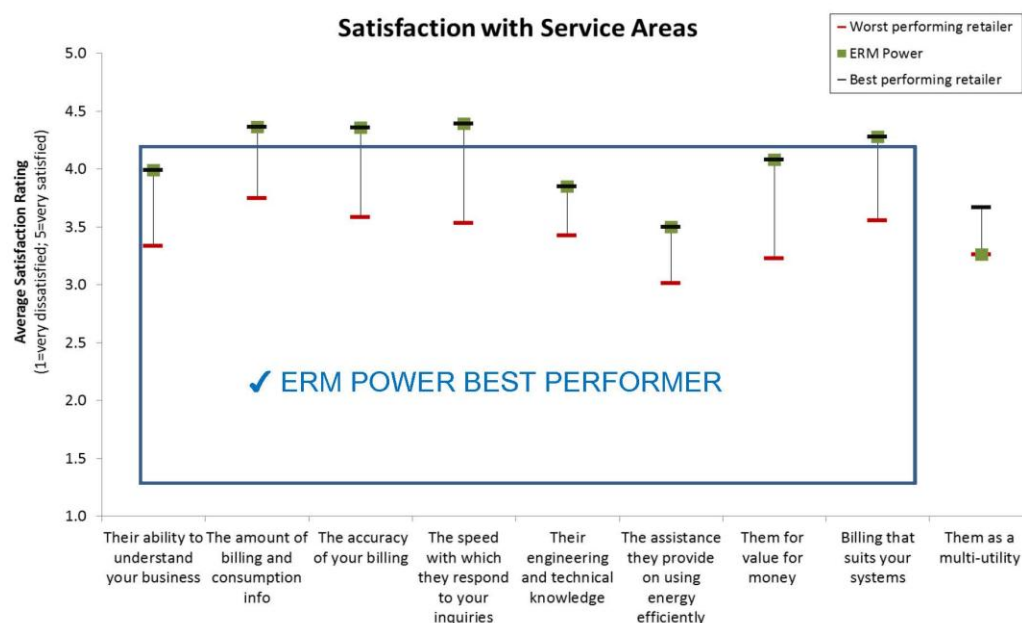 Satisfaction with Service Areas
Worst performing retailer
ERM Power
Best performing retailer
Average Satisfaction Rating
(1=very dissatisfied; 5=very satisfied)
5.0
4.5
4.0
3.5
3.0
2.5
2.0
1.5
1.0
✔ ERM POWER BEST PERFORMER
Their ability to
understand
your business
The amount of
billing and
consumption
info
The accuracy
of your billing
The speed
with which
they respond
to your
inquiries
Their
engineering
and technical
knowledge
The assistance
they provide
on using
energy
efficiently
Them for
value for
money
Billing that
suits your
systems
Them as a
multi-utility